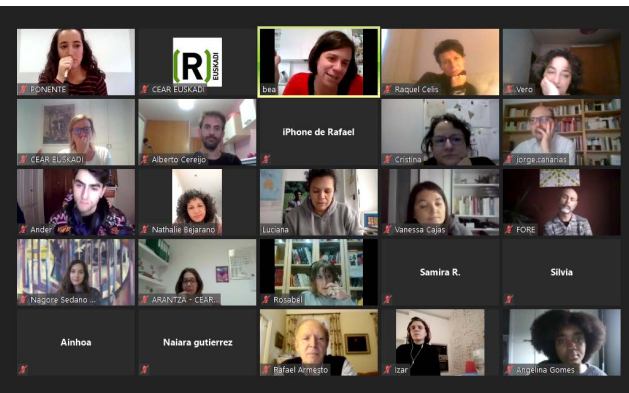 PONENTE
(R)
EUSKADI
CEAR EUSKADI
bea
Raquel Celis
Vero
CEAR EUSKADI
Alberto Cereijo
iPhone de Rafael
Cristina
jorge.canarias
Ander
Nathalie Bejarano
Luciana
Vanessa Cajas
FORE
Nagore Sedano ...
ARANTZA - CEAR...
Rosabel
Samira R.
Silvia
Ainhoa
Naiara gutierrez
Rafael Armesto
Izar
Angelina Gomes